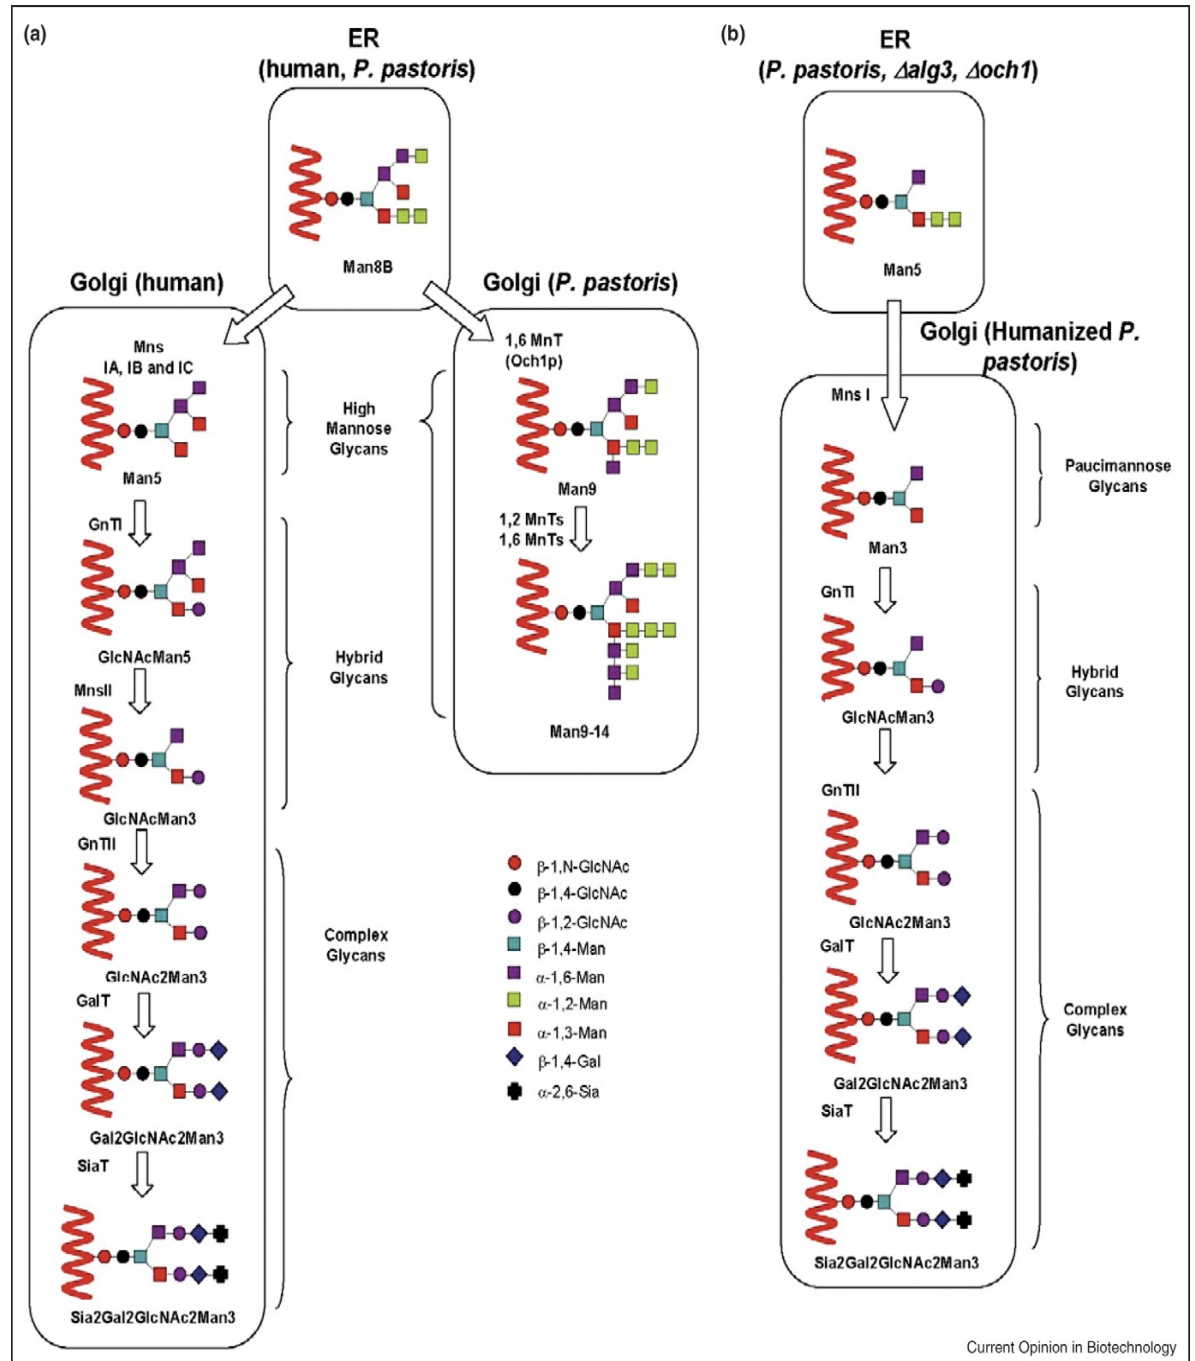 (a)
ER
(human, P. pastoris)
Man8B
Golgi (human)
Golgi (P. pastoris)
Mns
IA, IB and IC
Man5
GnTI
GlcNAcMan5
MnsII
GlcNAcMan3
GnTII
GlcNAc2Man3
GalT
Gal2GlcNAc2Man3
SiaT
Sia2Gal2GlcNAc2Man3
High
Mannose
Glycans
Hybrid
Glycans
Complex
Glycans
1,6 MnT
(Och1p)
Man9
1,2 MnTs
1,6 MnTs
Man9-14
β-1,N-GlcNAc
β-1,4-GlcNAc
β-1,2-GlcNAc
β-1,4-Man
α-1,6-Man
α-1,2-Man
α-1,3-Man
β-1,4-Gal
α-2,6-Sia
(b)
ER
(P. pastoris, Δalg3, Δoch1)
Man5
Golgi (Humanized P.
pastoris)
Mns I
Man3
GnTI
GlcNAcMan3
GnTII
GlcNAc2Man3
GalT
Gal2GlcNAc2Man3
SiaT
Sia2Gal2GlcNAc2Man3
Paucimannose
Glycans
Hybrid
Glycans
Complex
Glycans
Current Opinion in Biotechnology